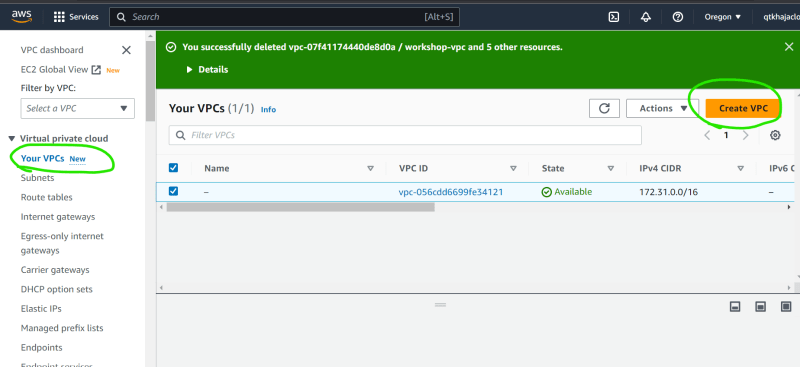 aws
Services
Search
[Alt+S]
Oregon
qtkhajaclo
VPC dashboard
EC2 Global View New
Filter by VPC:
Select a VPC
Virtual private cloud
Your VPCs New
Subnets
Route tables
Internet gateways
Egress-only internet
gateways
Carrier gateways
DHCP option sets
Elastic IPs
Managed prefix lists
Endpoints
Endpoint services
You successfully deleted vpc-07f41174440de8d0a / workshop-vpc and 5 other resources.
Details
Your VPCs (1/1) Info
Actions
Create VPC
Filter VPCs
1
Name VPC ID State IPv4 CIDR IPv6 C
– vpc-056cdd6699fe34121 Available 172.31.0.0/16 –